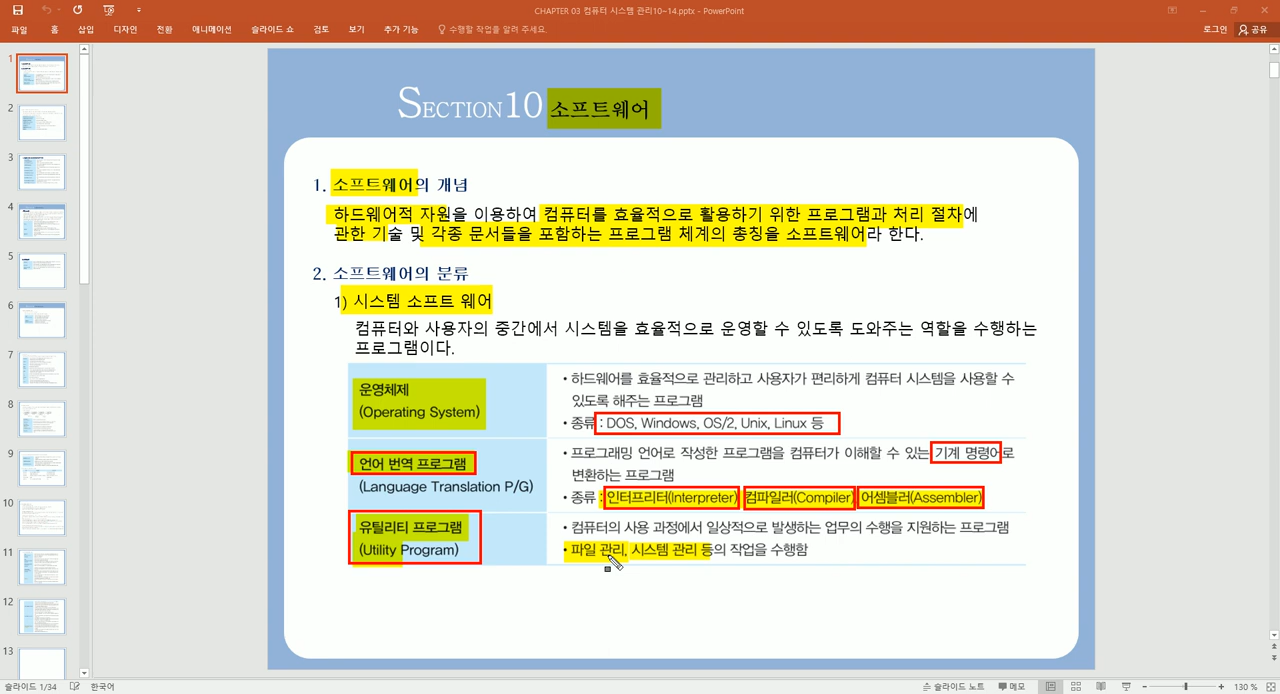 CHAPTER 03 컴퓨터 시스템 관리10~14.pptx - PowerPoint
파일 홈 삽입 디자인 전환 애니메이션 슬라이드 쇼 검토 보기 추가 기능 수행할 작업을 알려 주세요. 로그인 공유
SECTION10 소프트웨어
1. 소프트웨어의 개념
하드웨어적 자원을 이용하여 컴퓨터를 효율적으로 활용하기 위한 프로그램과 처리 절차에
관한 기술 및 각종 문서들을 포함하는 프로그램 체계의 총칭을 소프트웨어라 한다.
2. 소프트웨어의 분류
1) 시스템 소프트 웨어
컴퓨터와 사용자의 중간에서 시스템을 효율적으로 운영할 수 있도록 도와주는 역할을 수행하는
프로그램이다.
운영체제
(Operating System)
• 하드웨어를 효율적으로 관리하고 사용자가 편리하게 컴퓨터 시스템을 사용할 수
있도록 해주는 프로그램
• 종류 : DOS, Windows, OS/2, Unix, Linux 등
언어 번역 프로그램
(Language Translation P/G)
• 프로그래밍 언어로 작성한 프로그램을 컴퓨터가 이해할 수 있는 기계 명령어로
변환하는 프로그램
• 종류 : 인터프리터(Interpreter) 컴파일러(Compiler) 어셈블러(Assembler)
유틸리티 프로그램
(Utility Program)
• 컴퓨터의 사용 과정에서 일상적으로 발생하는 업무의 수행을 지원하는 프로그램
• 파일 관리, 시스템 관리 등의 작업을 수행함
1
2
3
4
5
6
7
8
9
10
11
12
13
슬라이드 1/34 한국어 슬라이드 노트 메모 130 %